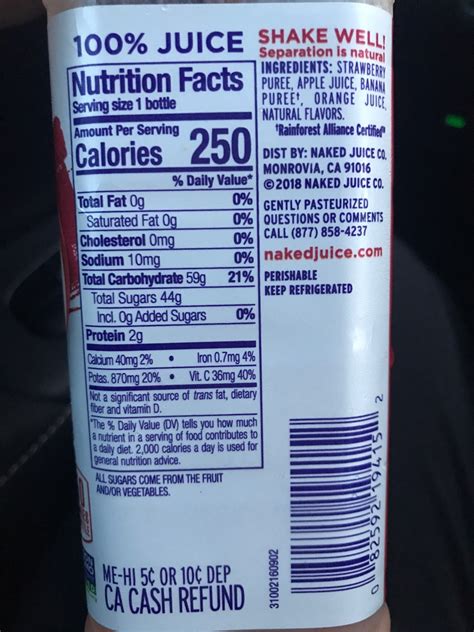 100% JUICE
Nutrition Facts
Serving size 1 bottle
Amount Per Serving
Calories 250
% Daily Value*
Total Fat 0g 0%
Saturated Fat 0g 0%
Cholesterol 0mg 0%
Sodium 10mg 0%
Total Carbohydrate 59g 21%
Total Sugars 44g
Incl. 0g Added Sugars 0%
Protein 2g
Calcium 40mg 2% • Iron 0.7mg 4%
Potas. 870mg 20% • Vit. C 36mg 40%
Not a significant source of trans fat, dietary
fiber and vitamin D.
*The % Daily Value (DV) tells you how much
a nutrient in a serving of food contributes to
a daily diet. 2,000 calories a day is used for
general nutrition advice.
ALL SUGARS COME FROM THE FRUIT
AND/OR VEGETABLES.
ME-HI 5¢ OR 10¢ DEP
CA CASH REFUND
SHAKE WELL!
Separation is natural
INGREDIENTS: STRAWBERRY
PUREE, APPLE JUICE, BANANA
PUREE†, ORANGE JUICE,
NATURAL FLAVORS.
†Rainforest Alliance Certified™
DIST BY: NAKED JUICE CO.
MONROVIA, CA 91016
©2018 NAKED JUICE CO.
GENTLY PASTEURIZED
QUESTIONS OR COMMENTS
CALL (877) 858-4237
nakedjuice.com
PERISHABLE
KEEP REFRIGERATED
31002160902
0 82592 19415 2